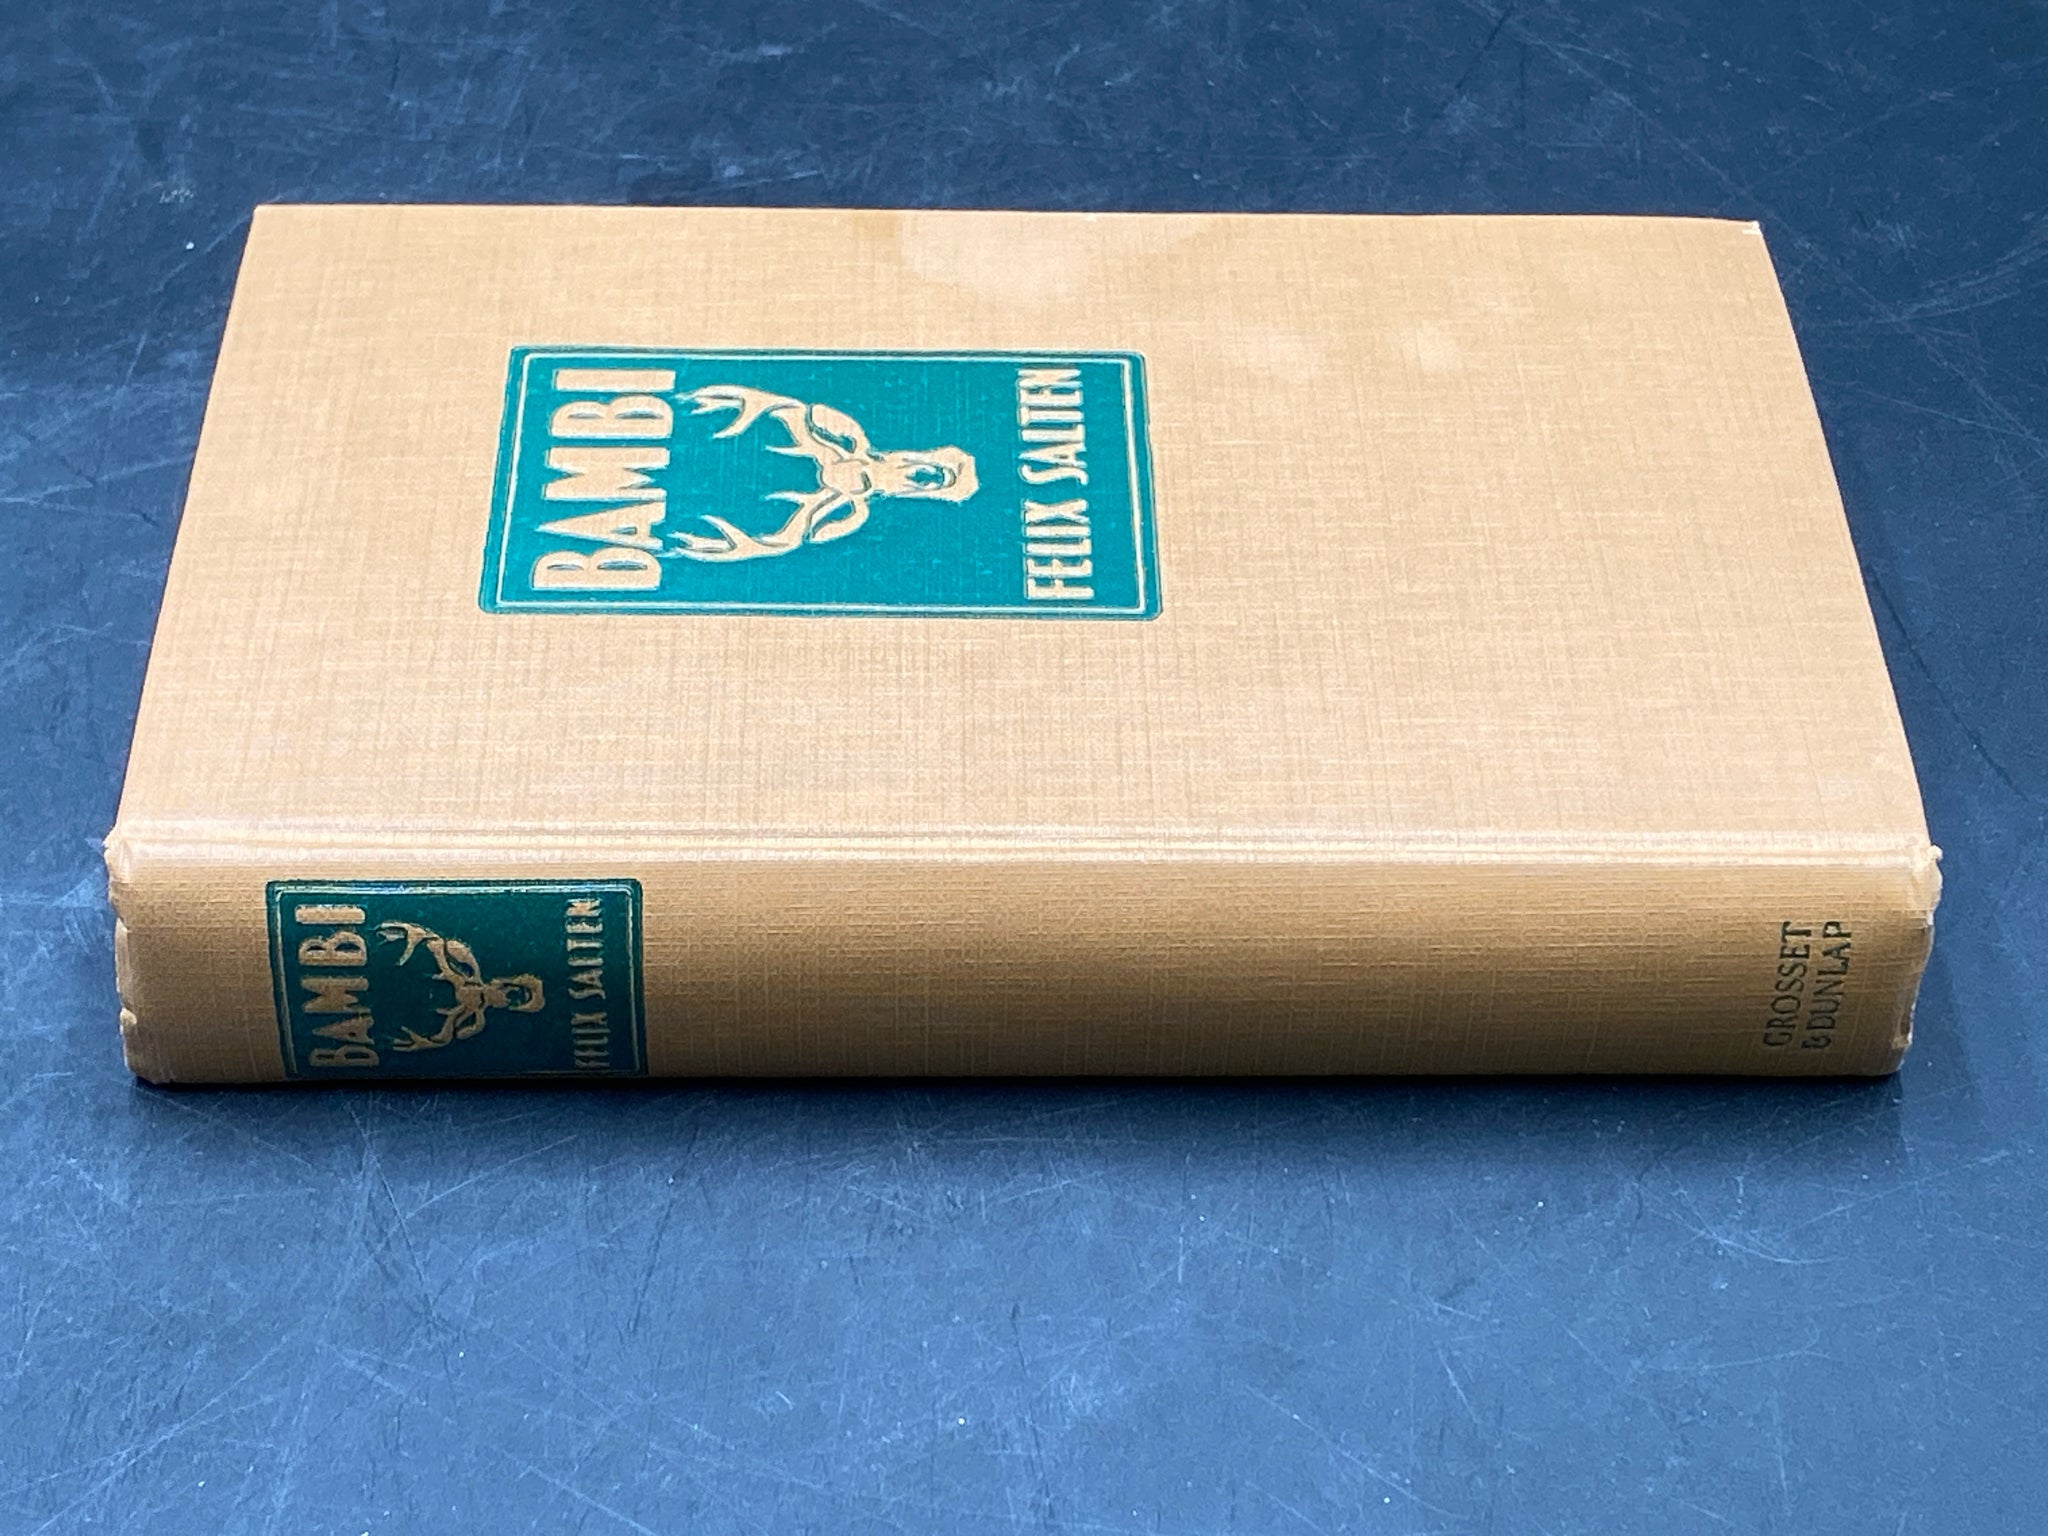 BAMBI
FELIX SALTEN
BAMBI
FELIX SALTEN
GROSSET
& DUNLAP